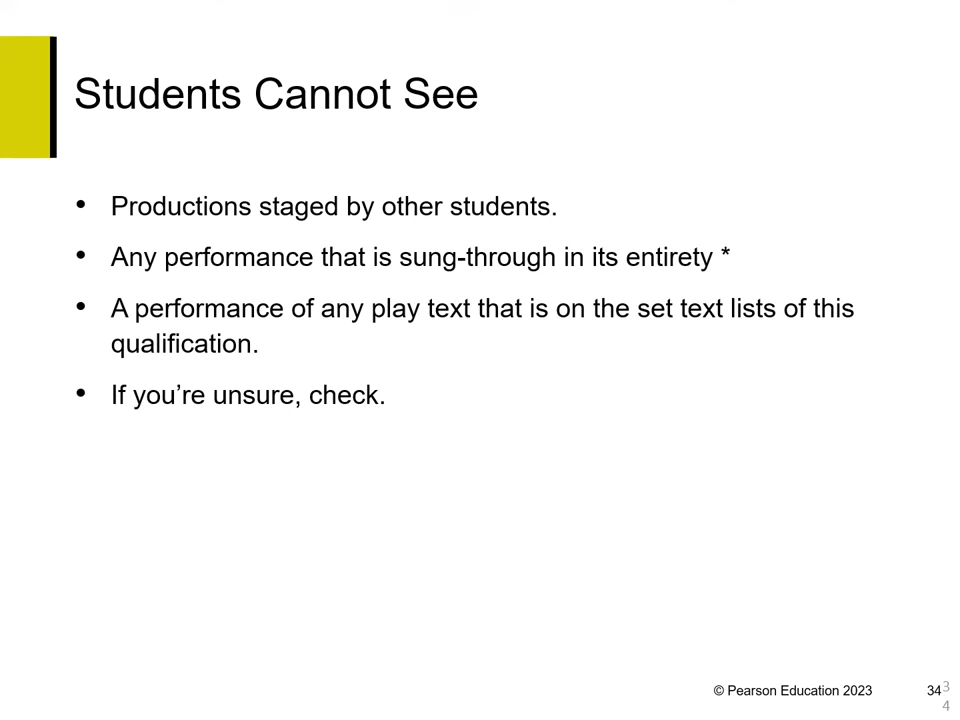 Students Cannot See
• Productions staged by other students.
• Any performance that is sung-through in its entirety *
• A performance of any play text that is on the set text lists of this
qualification.
• If you’re unsure, check.
© Pearson Education 2023
34
3
4